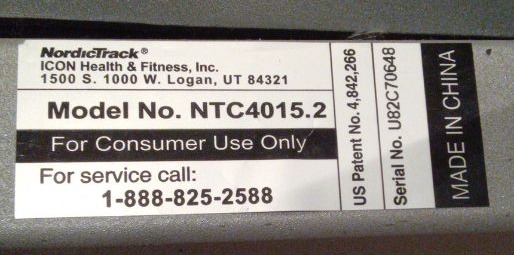 NordicTrack®
ICON Health & Fitness, Inc.
1500 S. 1000 W. Logan, UT 84321
Model No. NTC4015.2
For Consumer Use Only
For service call:
1-888-825-2588
US Patent No. 4,842,266
Serial No. U82C70648
MADE IN CHINA